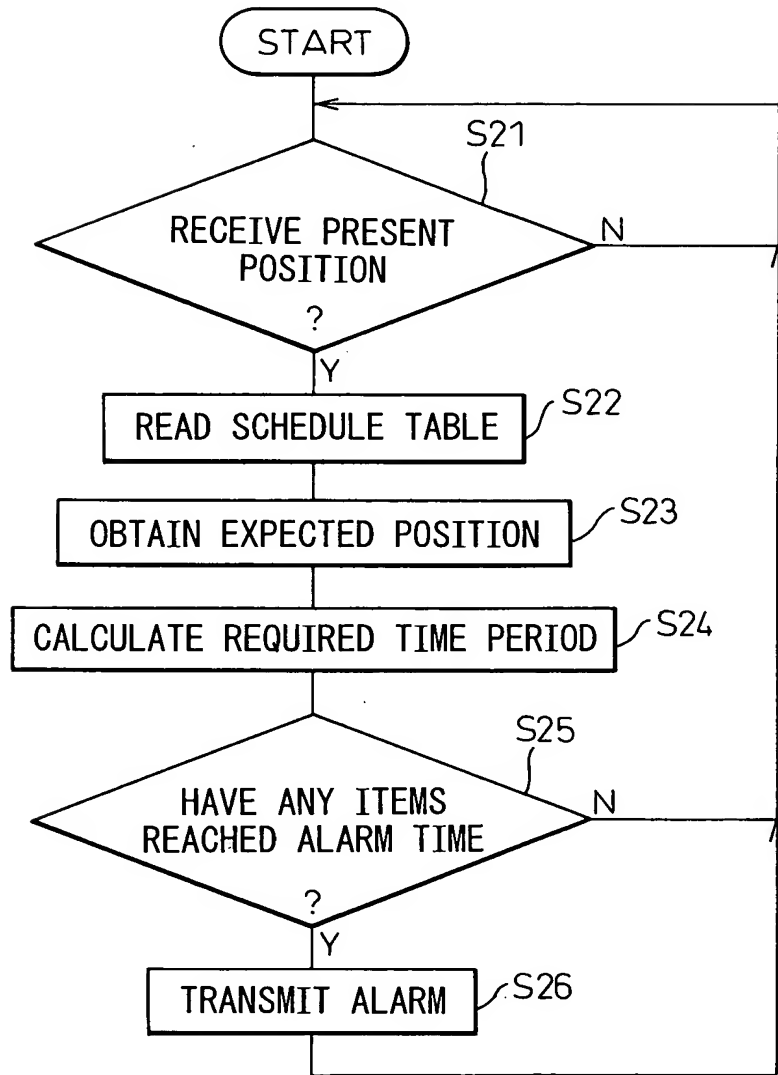 START
S21
RECEIVE PRESENT
POSITION
?
N
Y
READ SCHEDULE TABLE
S22
OBTAIN EXPECTED POSITION
S23
CALCULATE REQUIRED TIME PERIOD
S24
S25
HAVE ANY ITEMS
REACHED ALARM TIME
?
N
Y
TRANSMIT ALARM
S26